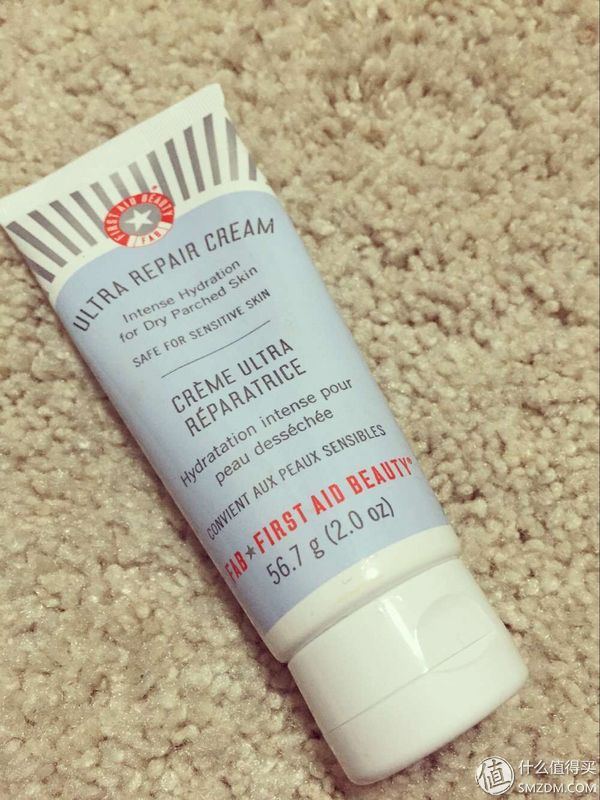 FIRST AID BEAUTY
FAB
ULTRA REPAIR CREAM
Intense Hydration
for Dry Parched Skin
SAFE FOR SENSITIVE SKIN
CRÈME ULTRA
RÉPARATRICE
Hydratation intense pour
peau desséchée
CONVIENT AUX PEAUX SENSIBLES
FAB★FIRST AID BEAUTY®
56.7 g (2.0 oz)
值 什么值得买
SMZDM.COM